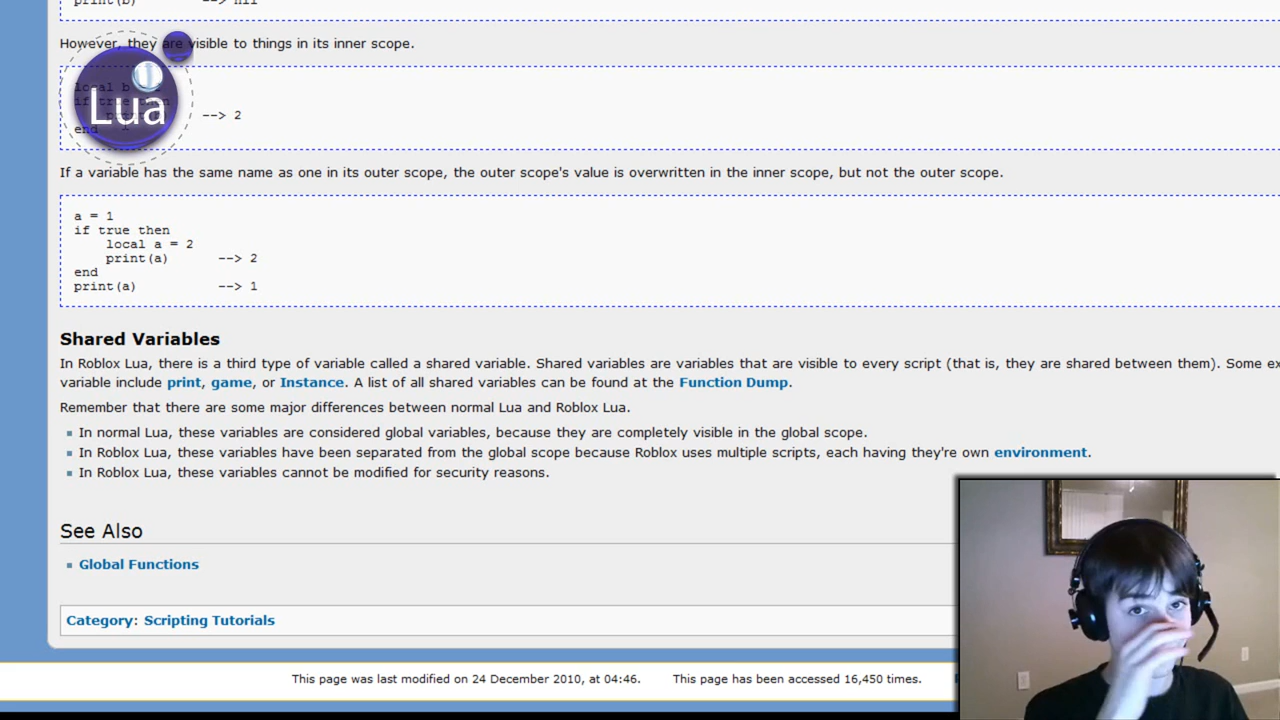 print(b)        --> nil
However, they are visible to things in its inner scope.
local b
if true then
Lua
--> 2
end
If a variable has the same name as one in its outer scope, the outer scope's value is overwritten in the inner scope, but not the outer scope.
a = 1
if true then
local a = 2
print(a)        --> 2
end
print(a)        --> 1
Shared Variables
In Roblox Lua, there is a third type of variable called a shared variable. Shared variables are variables that are visible to every script (that is, they are shared between them). Some
variable include print, game, or Instance. A list of all shared variables can be found at the Function Dump.
Remember that there are some major differences between normal Lua and Roblox Lua.
In normal Lua, these variables are considered global variables, because they are completely visible in the global scope.
In Roblox Lua, these variables have been separated from the global scope because Roblox uses multiple scripts, each having they're own environment.
In Roblox Lua, these variables cannot be modified for security reasons.
See Also
Global Functions
Category: Scripting Tutorials
This page was last modified on 24 December 2010, at 04:46.        This page has been accessed 16,450 times.